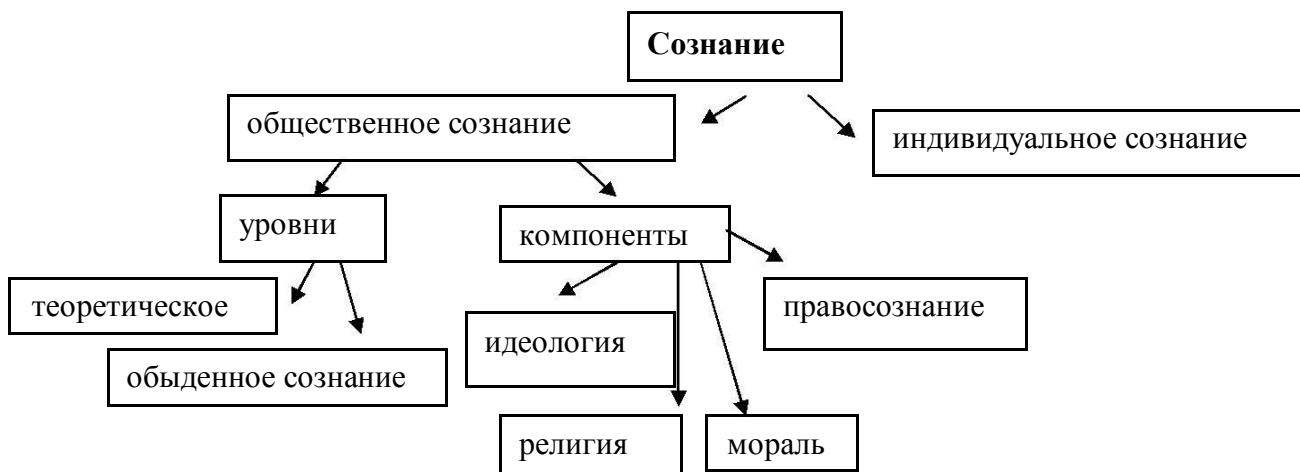 Сознание
общественное сознание
индивидуальное сознание
уровни
компоненты
теоретическое
правосознание
идеология
обыденное сознание
религия
мораль